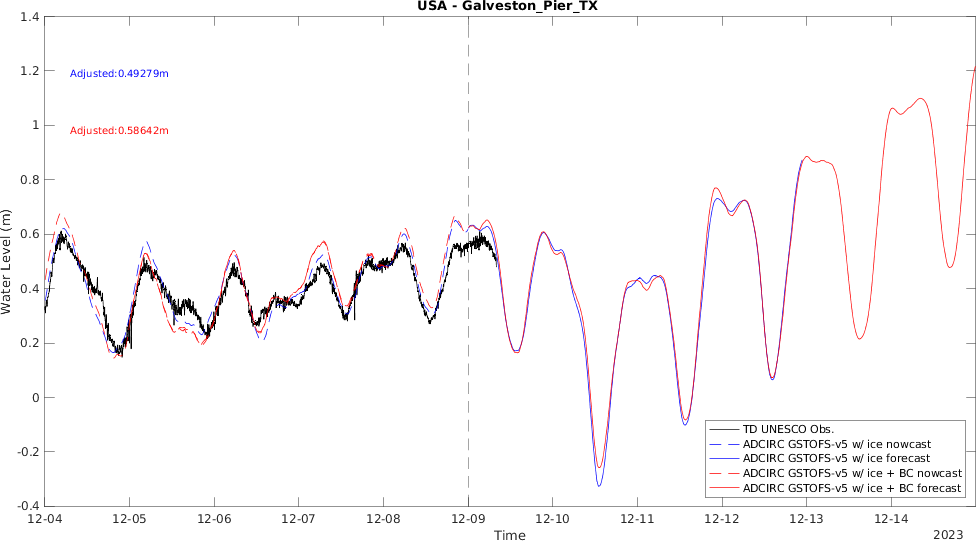 USA - Galveston_Pier_TX
1.4
1.2
1
0.8
0.6
0.4
0.2
0
-0.2
-0.4
Water Level (m)
Adjusted:0.49279m
Adjusted:0.58642m
TD UNESCO Obs.
ADCIRC GSTOFS-v5 w/ ice nowcast
ADCIRC GSTOFS-v5 w/ ice forecast
ADCIRC GSTOFS-v5 w/ ice + BC nowcast
ADCIRC GSTOFS-v5 w/ ice + BC forecast
12-04 12-05 12-06 12-07 12-08 12-09 12-10 12-11 12-12 12-13 12-14
Time
2023